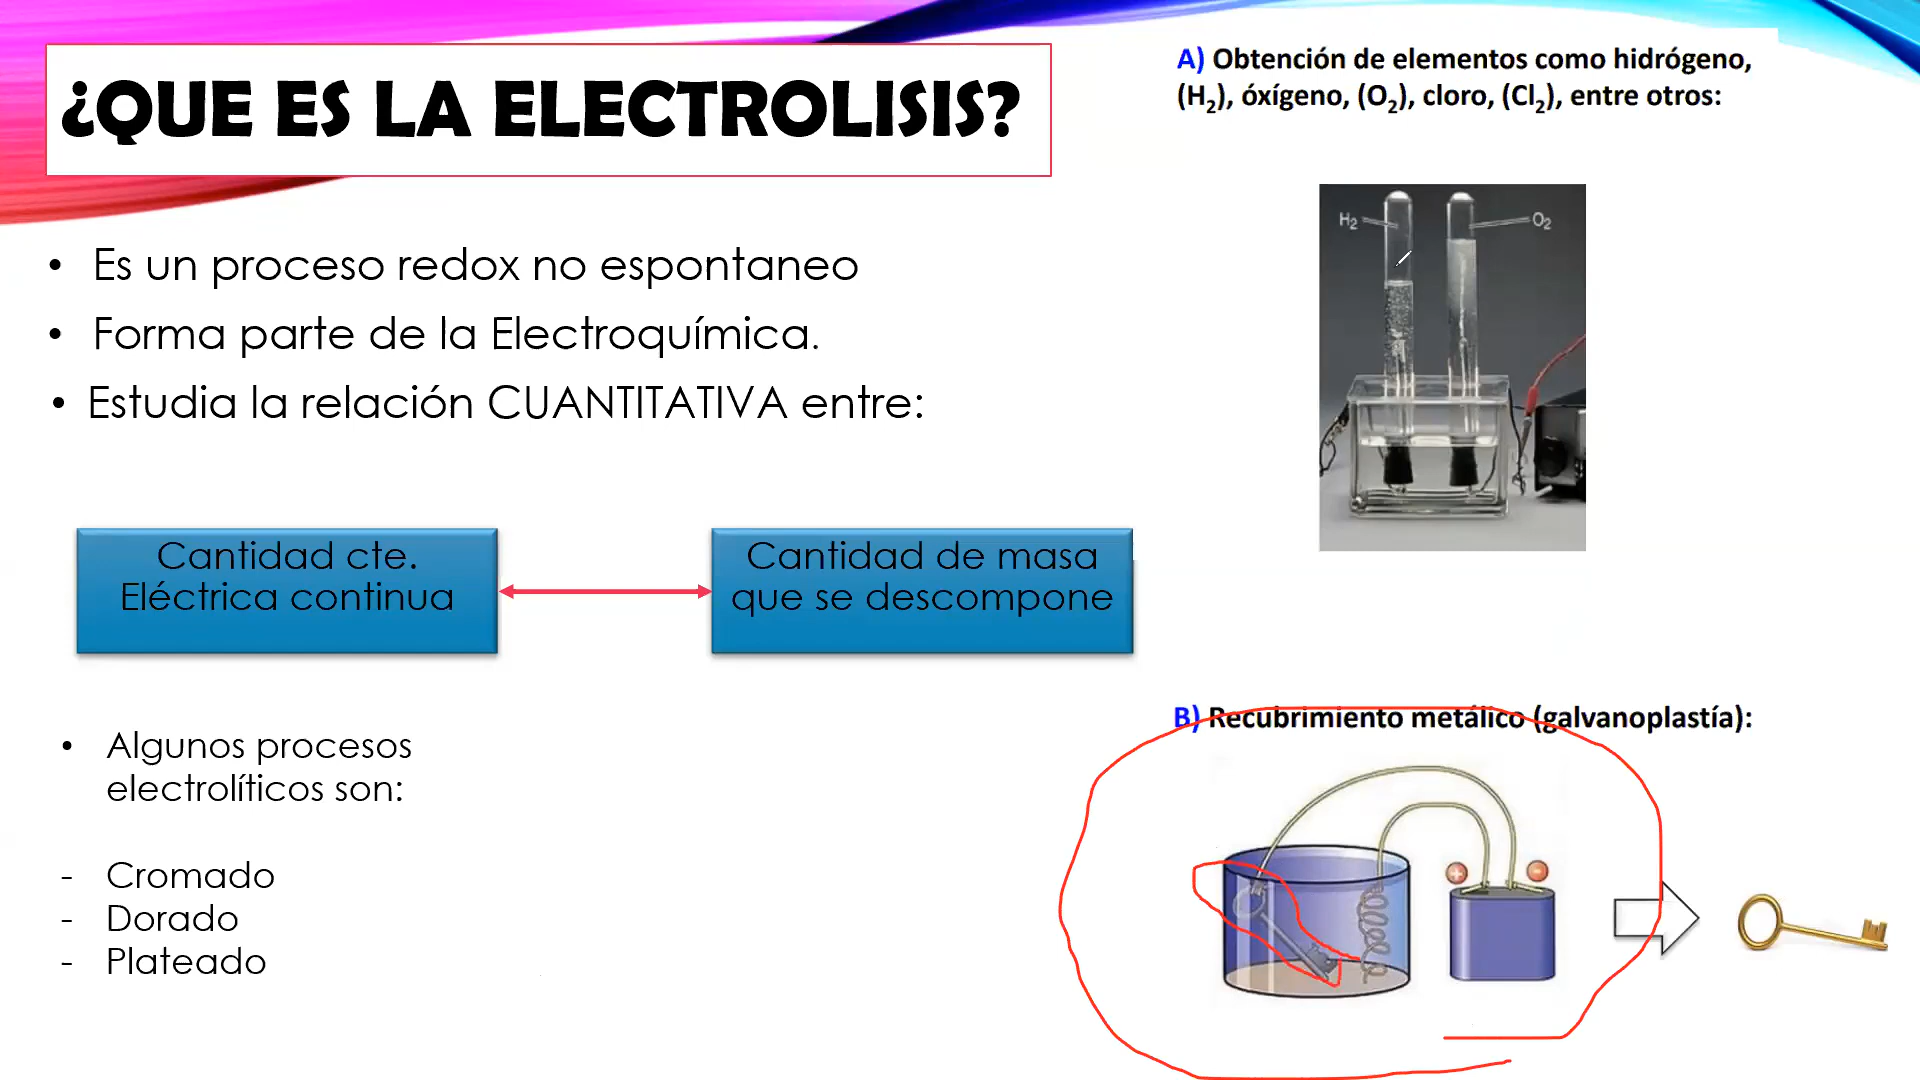 ¿QUE ES LA ELECTROLISIS?
• Es un proceso redox no espontaneo
• Forma parte de la Electroquímica.
• Estudia la relación CUANTITATIVA entre:
Cantidad cte.
Eléctrica continua
Cantidad de masa
que se descompone
• Algunos procesos
electrolíticos son:
- Cromado
- Dorado
- Plateado
A) Obtención de elementos como hidrógeno,
(H₂), óxígeno, (O₂), cloro, (Cl₂), entre otros:
H₂
O₂
B) Recubrimiento metálico (galvanoplastía):
+
-